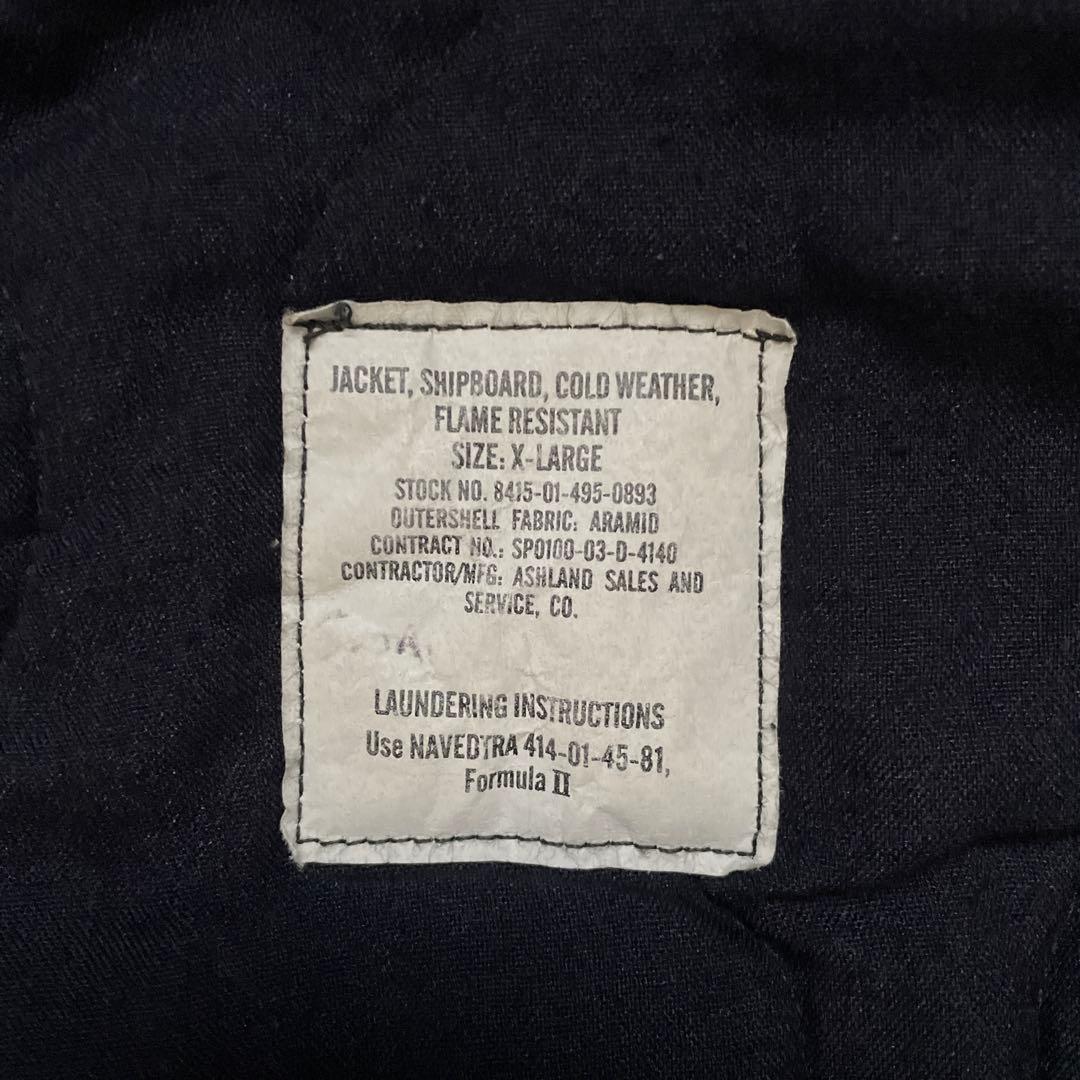 JACKET, SHIPBOARD, COLD WEATHER,
FLAME RESISTANT
SIZE: X-LARGE
STOCK NO. 8415-01-495-0893
OUTERSHELL FABRIC: ARAMID
CONTRACT NO.: SP0100-03-D-4140
CONTRACTOR/MFG: ASHLAND SALES AND
SERVICE, CO.
LAUNDERING INSTRUCTIONS
Use NAVEDTRA 414-01-45-81,
Formula II